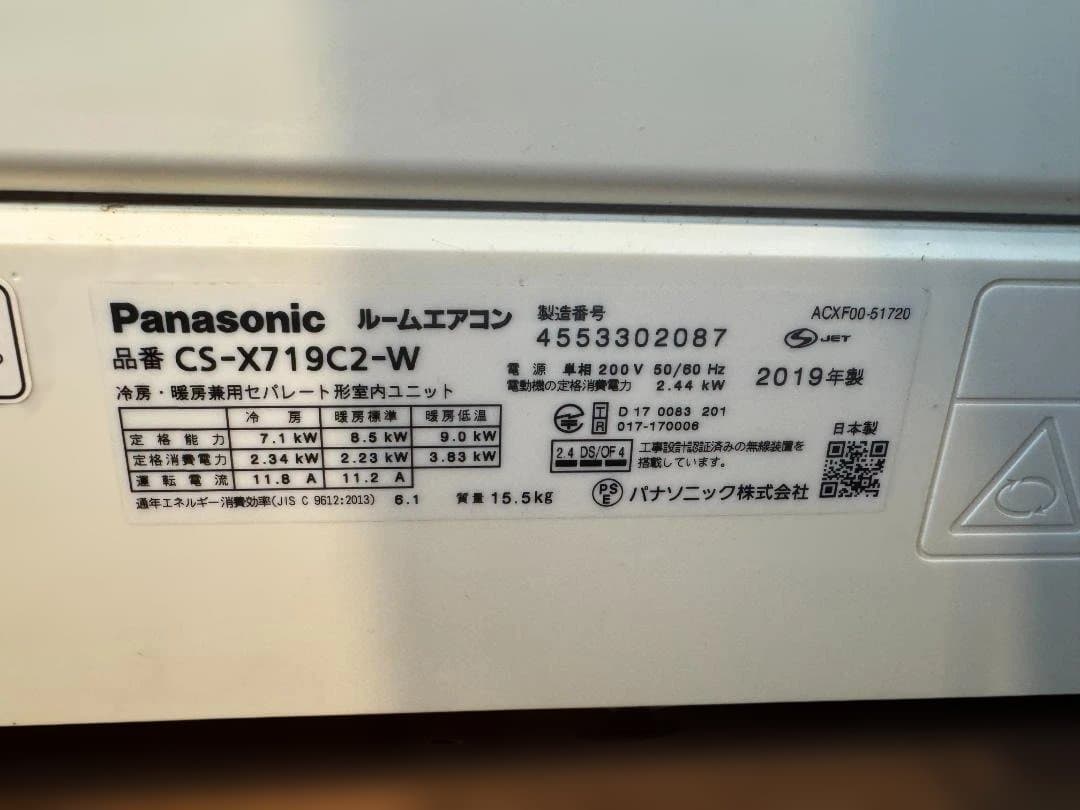 Panasonic ルームエアコン
品番 CS-X719C2-W
冷房・暖房兼用セパレート形室内ユニット
冷房 暖房標準 暖房低温
定格能力 7.1 kW 8.5 kW 9.0 kW
定格消費電力 2.34 kW 2.23 kW 3.83 kW
運転電流 11.8 A 11.2 A
通年エネルギー消費効率(JIS C 9612:2013) 6.1 質量 15.5kg
製造番号
4553302087
電源 単相 200V 50/60 Hz
電動機の定格消費電力 2.44 kW
ACXF00-51720
S JET
2019年製
T D 17 0083 201
R 017-170006
2.4 DS/OF 4
工事設計認証済みの無線装置を
搭載しています。
日本製
PSE パナソニック株式会社